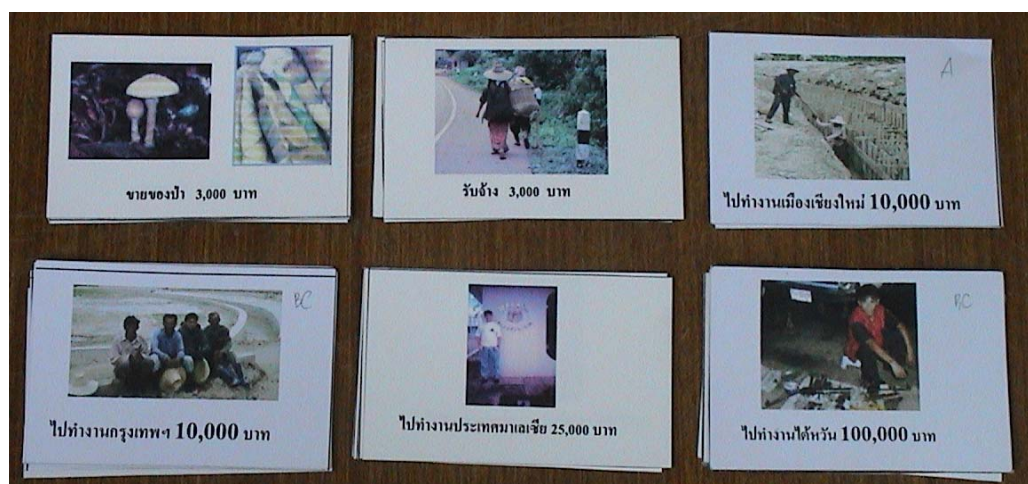 ขายของป่า 3,000 บาท
รับจ้าง 3,000 บาท
A
ไปทำงานเมืองเชียงใหม่ 10,000 บาท
BC
ไปทำงานกรุงเทพฯ 10,000 บาท
ไปทำงานประเทศมาเลเซีย 25,000 บาท
BC
ไปทำงานไต้หวัน 100,000 บาท